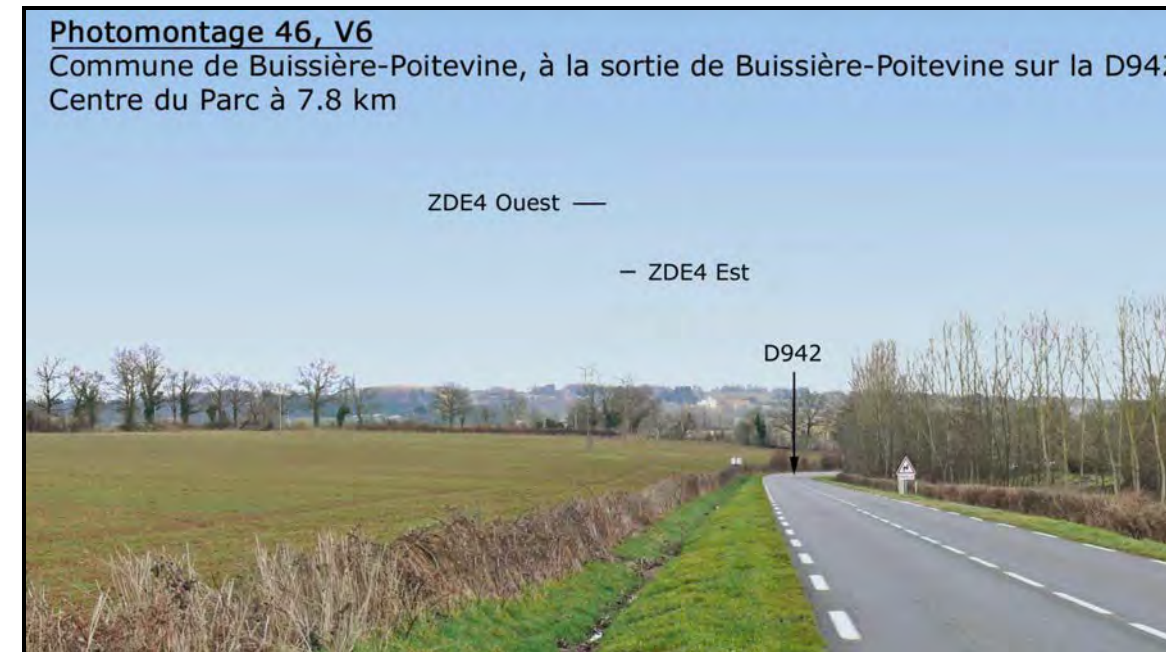 Photomontage 46, V6
Commune de Buissière-Poitevine, à la sortie de Buissière-Poitevine sur la D942
Centre du Parc à 7.8 km
ZDE4 Ouest
ZDE4 Est
D942